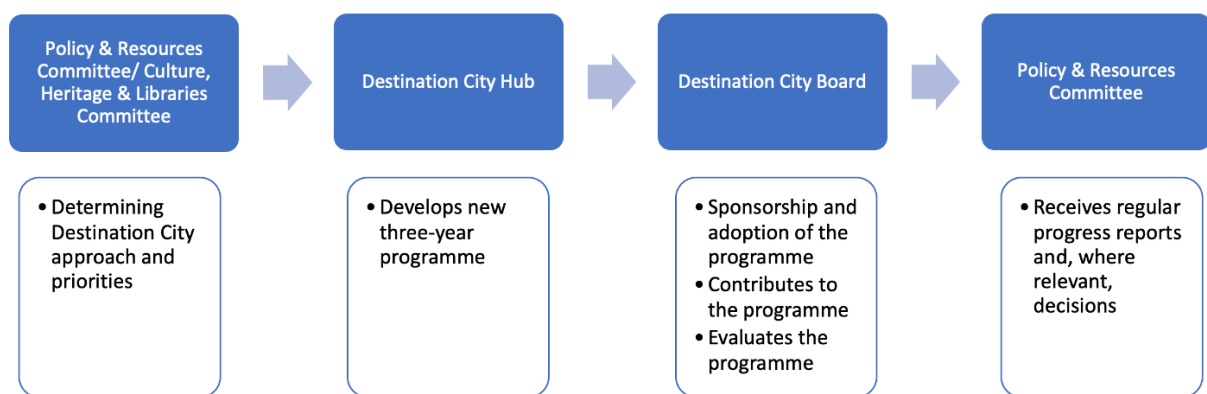 Policy & Resources
Committee/ Culture,
Heritage & Libraries
Committee
Destination City Hub
Destination City Board
Policy & Resources
Committee
• Determining
Destination City
approach and
priorities
• Develops new
three-year
programme
• Sponsorship and
adoption of the
programme
• Contributes to
the programme
• Evaluates the
programme
• Receives regular
progress reports
and, where
relevant,
decisions